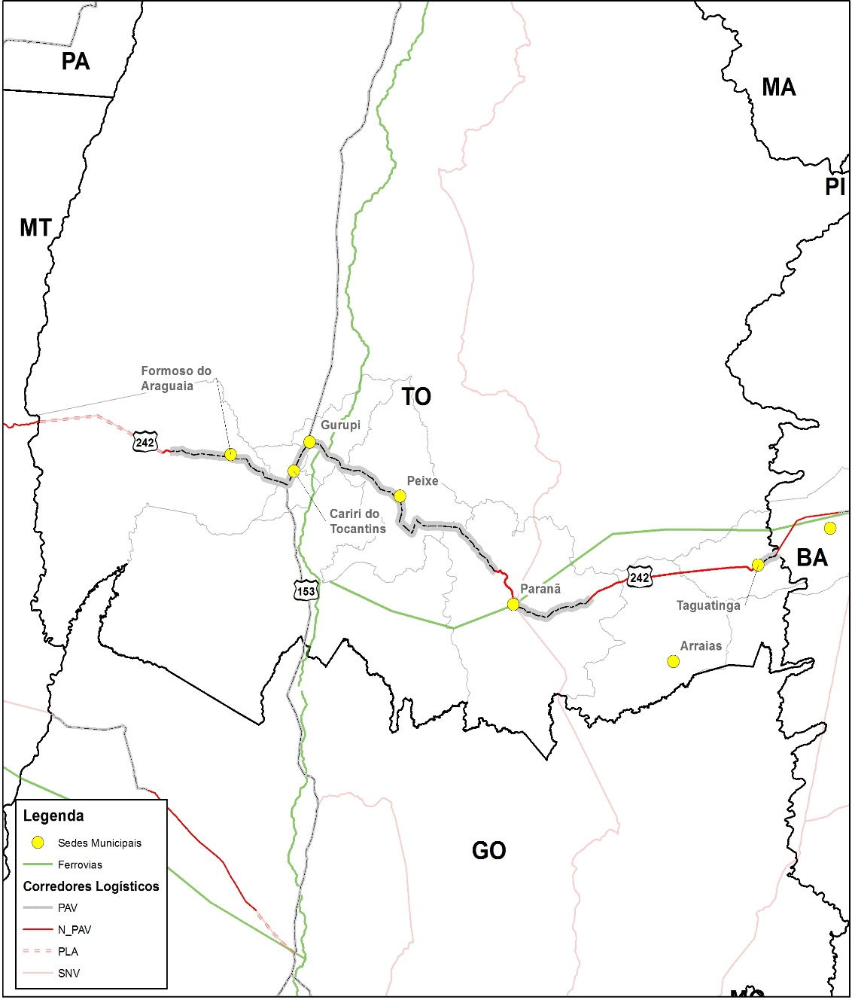 PA
MA
PI
MT
Formoso do
Araguaia
TO
Gurupi
242
Peixe
Cariri do
Tocantins
BA
242
153
Paranã
Taguatinga
Arraias
GO
Legenda
Sedes Municipais
Ferrovias
Corredores Logísticos
PAV
N_PAV
PLA
SNV